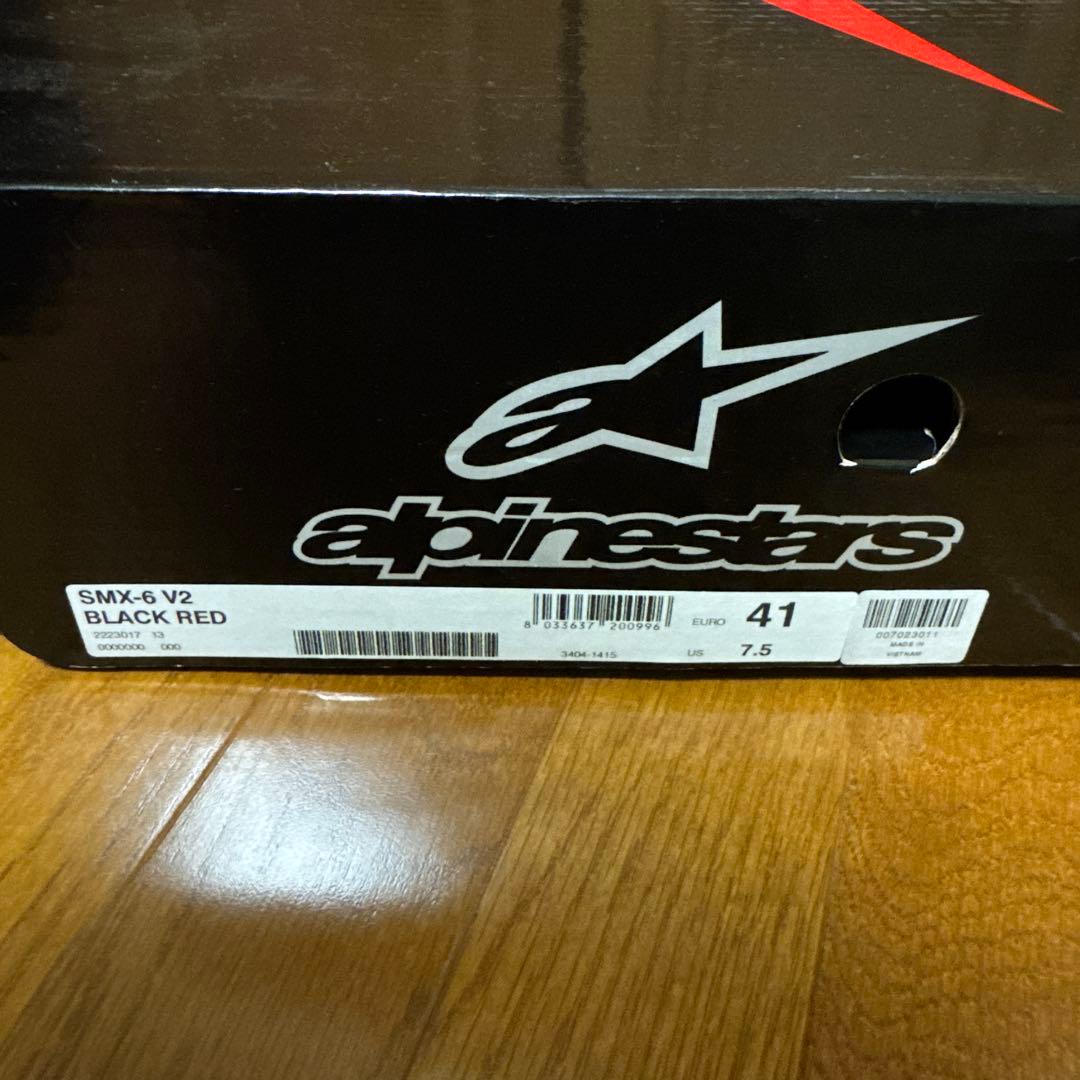 alpinestars
SMX-6 V2
BLACK RED
2223017 13
0000000 000
8 033637 200996
3404-1415
EURO 41
US 7.5
007023011
MADE IN
VIETNAM